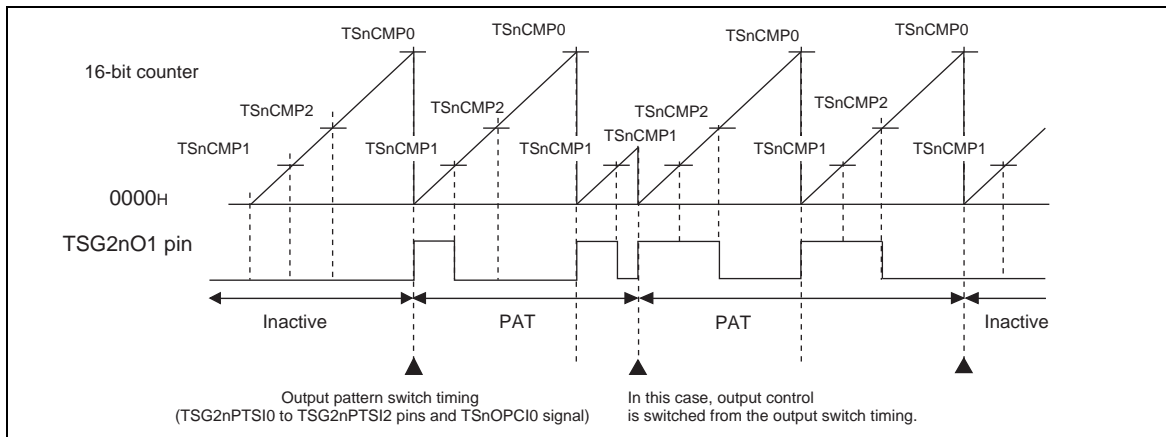 TSnCMP0 TSnCMP0 TSnCMP0 TSnCMP0
16-bit counter
TSnCMP2 TSnCMP2 TSnCMP2 TSnCMP2
TSnCMP1 TSnCMP1 TSnCMP1 TSnCMP1 TSnCMP1 TSnCMP1
0000H
TSG2nO1 pin
Inactive PAT PAT Inactive
Output pattern switch timing
(TSG2nPTSI0 to TSG2nPTSI2 pins and TSnOPCI0 signal)
In this case, output control
is switched from the output switch timing.